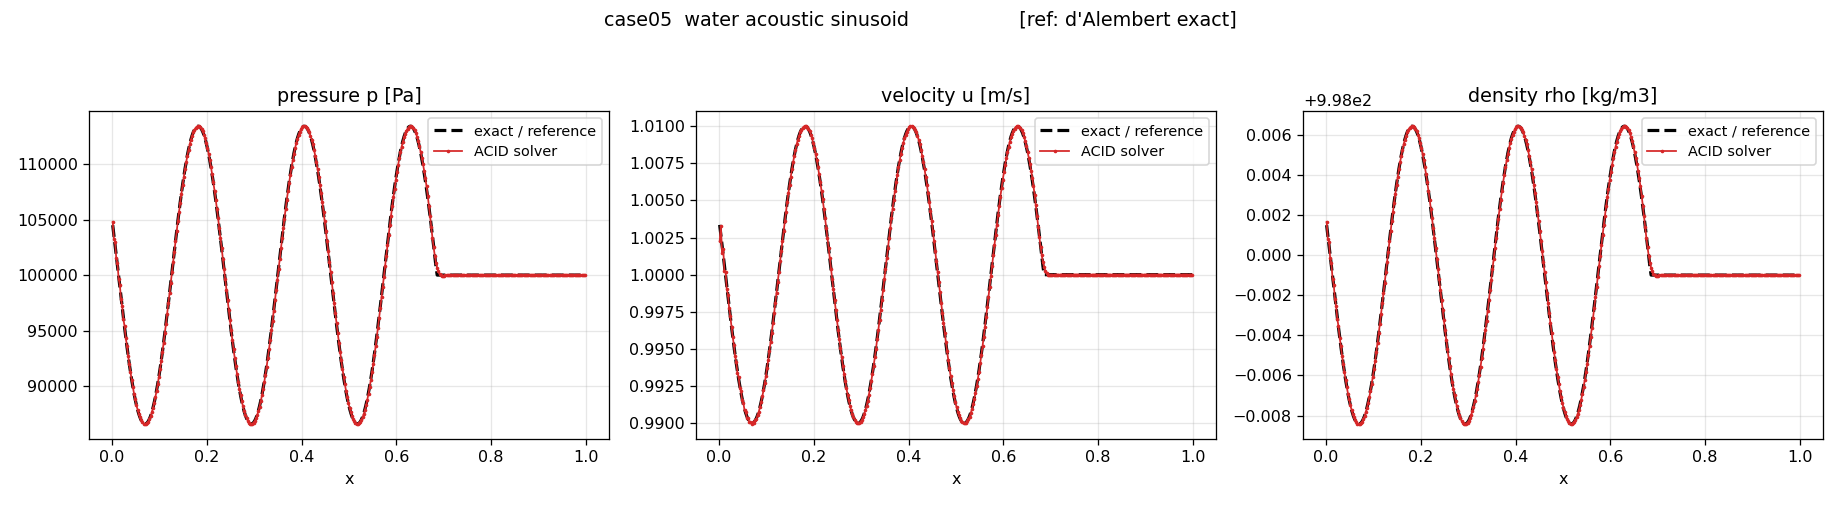 case05  water acoustic sinusoid                  [ref: d'Alembert exact]
pressure p [Pa]
exact / reference
ACID solver
110000
105000
100000
95000
90000
0.0 0.2 0.4 0.6 0.8 1.0
x
velocity u [m/s]
exact / reference
ACID solver
1.0100
1.0075
1.0050
1.0025
1.0000
0.9975
0.9950
0.9925
0.9900
0.0 0.2 0.4 0.6 0.8 1.0
x
+9.98e2
density rho [kg/m3]
exact / reference
ACID solver
0.006
0.004
0.002
0.000
−0.002
−0.004
−0.006
−0.008
0.0 0.2 0.4 0.6 0.8 1.0
x